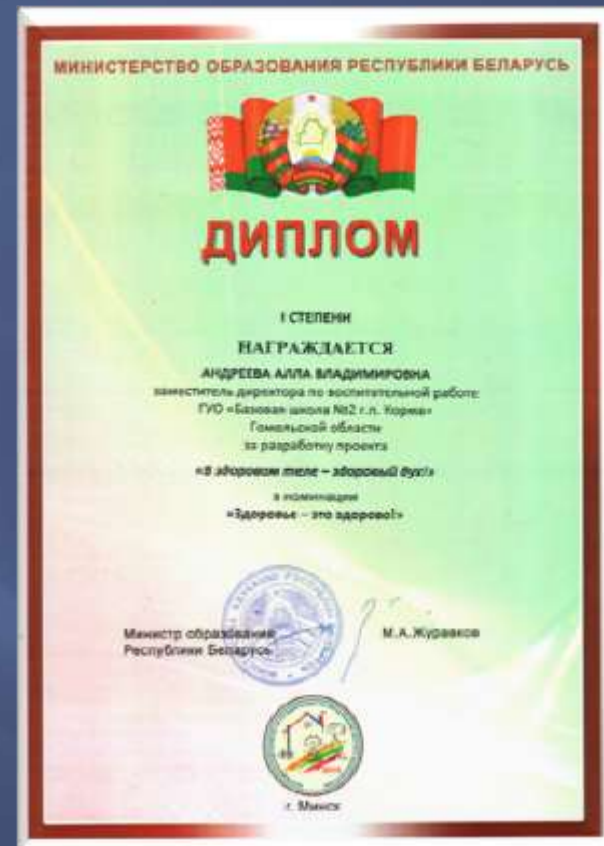 МИНИСТЕРСТВО ОБРАЗОВАНИЯ РЕСПУБЛИКИ БЕЛАРУСЬ
ДИПЛОМ
I СТЕПЕНИ
НАГРАЖДАЕТСЯ
АНДРЕЕВА АЛЛА ВЛАДИМИРОВНА
заместитель директора по воспитательной работе
ГУО «Базовая школа №2 г.п. Корма»
Гомельской области
за разработку проекта
«В здоровом теле – здоровый дух!»
в номинации
«Здоровье – это здорово!»
Министр образования
Республики Беларусь
М.А.Журавков
г. Минск